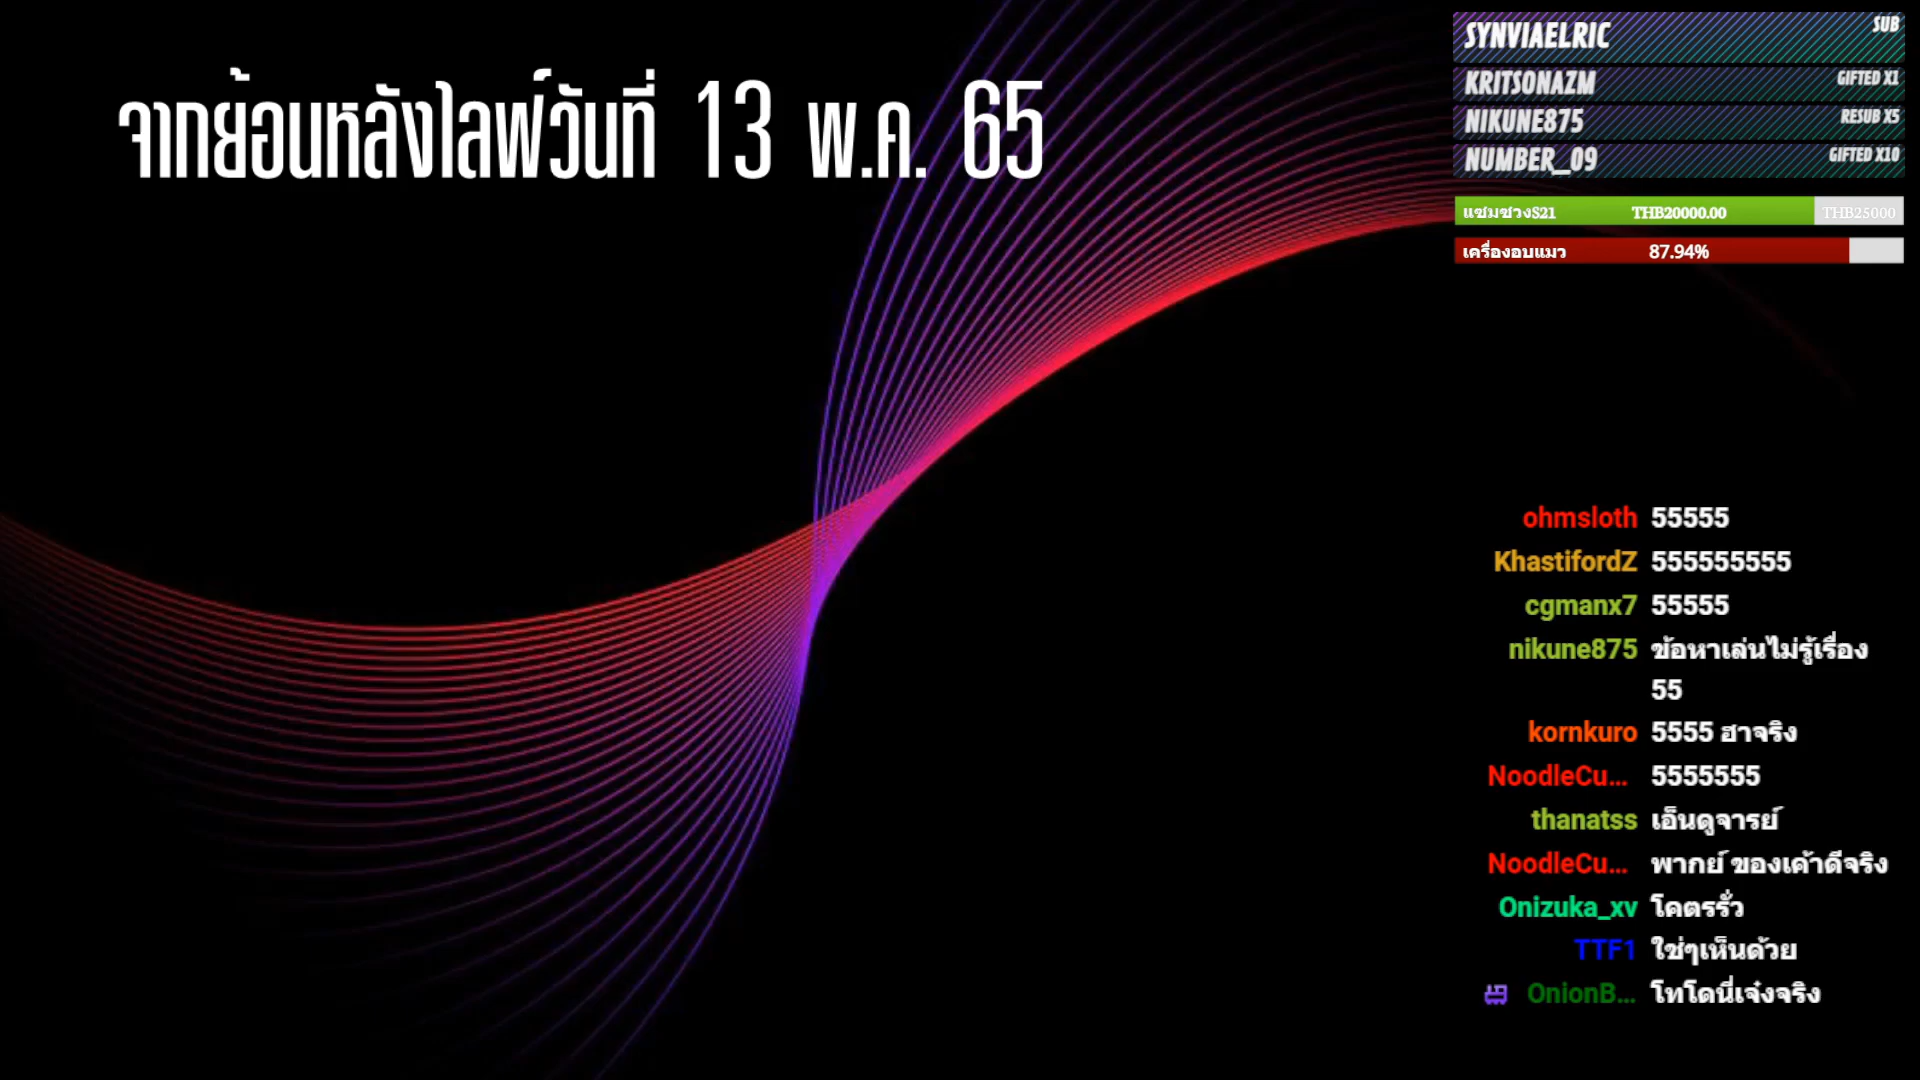 จากย้อนหลังไลฟ์วันที่ 13 พ.ค. 65
SYNVIAELRIC SUB
KRITSONAZM GIFTED X1
NIKUNE875 RESUB X5
NUMBER_09 GIFTED X10
แซมซ่วงS21 THB20000.00 THB25000
เครื่องอบแมว 87.94%
ohmsloth 55555
KhastifordZ 555555555
cgmanx7 55555
nikune875 ข้อหาเล่นไม่รู้เรื่อง
55
kornkuro 5555 ฮาจริง
NoodleCu... 5555555
thanatss เอ็นดูจารย์
NoodleCu... พากย์ ของเค้าดีจริง
Onizuka_xv โคตรรั่ว
TTF1 ใช่ๆเห็นด้วย
OnionB... โทโดนี่เจ๋งจริง